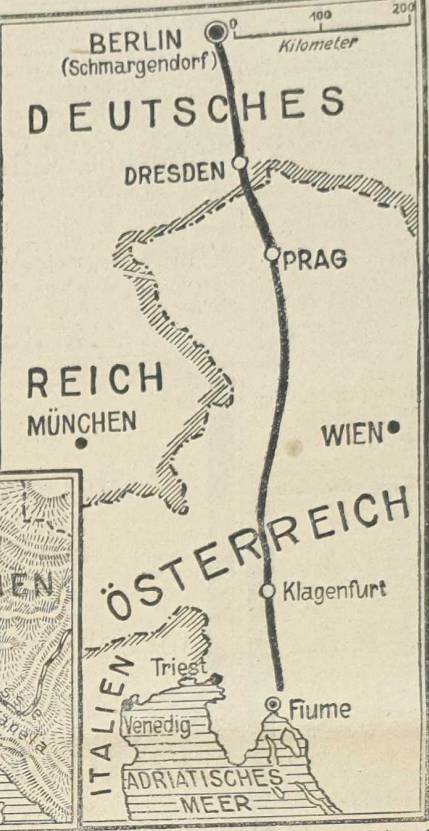 0 100 200
Kilometer
BERLIN
(Schmargendorf)
DEUTSCHES
DRESDEN
PRAG
REICH
MÜNCHEN
WIEN
ÖSTERREICH
IEN
Klagenfurt
Triest
ITALIEN
Venedig
Fiume
ADRIATISCHES
MEER